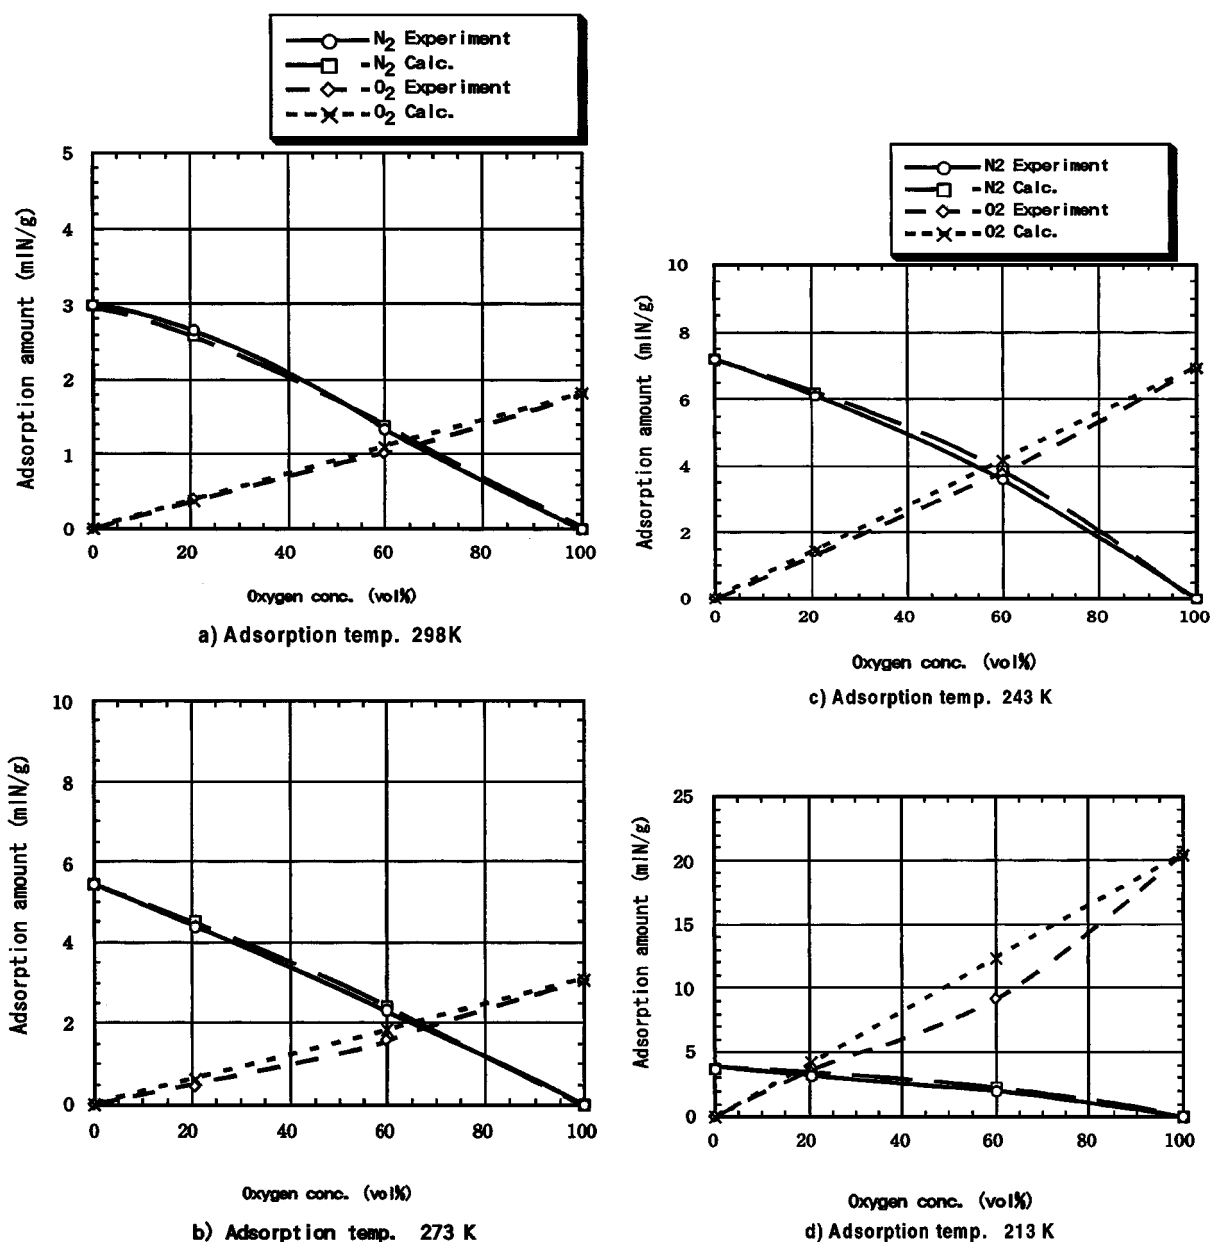 N2 Experiment
N2 Calc.
O2 Experiment
O2 Calc.
5
4
3
2
1
0
Adsorption amount (mlN/g)
0 20 40 60 80 100
Oxygen conc. (vol%)
a) Adsorption temp. 298K
10
8
6
4
2
0
Adsorption amount (mlN/g)
0 20 40 60 80 100
Oxygen conc. (vol%)
b) Adsorption temp. 273 K
N2 Experiment
N2 Calc.
O2 Experiment
O2 Calc.
10
8
6
4
2
0
Adsorption amount (mlN/g)
0 20 40 60 80 100
Oxygen conc. (vol%)
c) Adsorption temp. 243 K
25
20
15
10
5
0
Adsorption amount (mlN/g)
0 20 40 60 80 100
Oxygen conc. (vol%)
d) Adsorption temp. 213 K